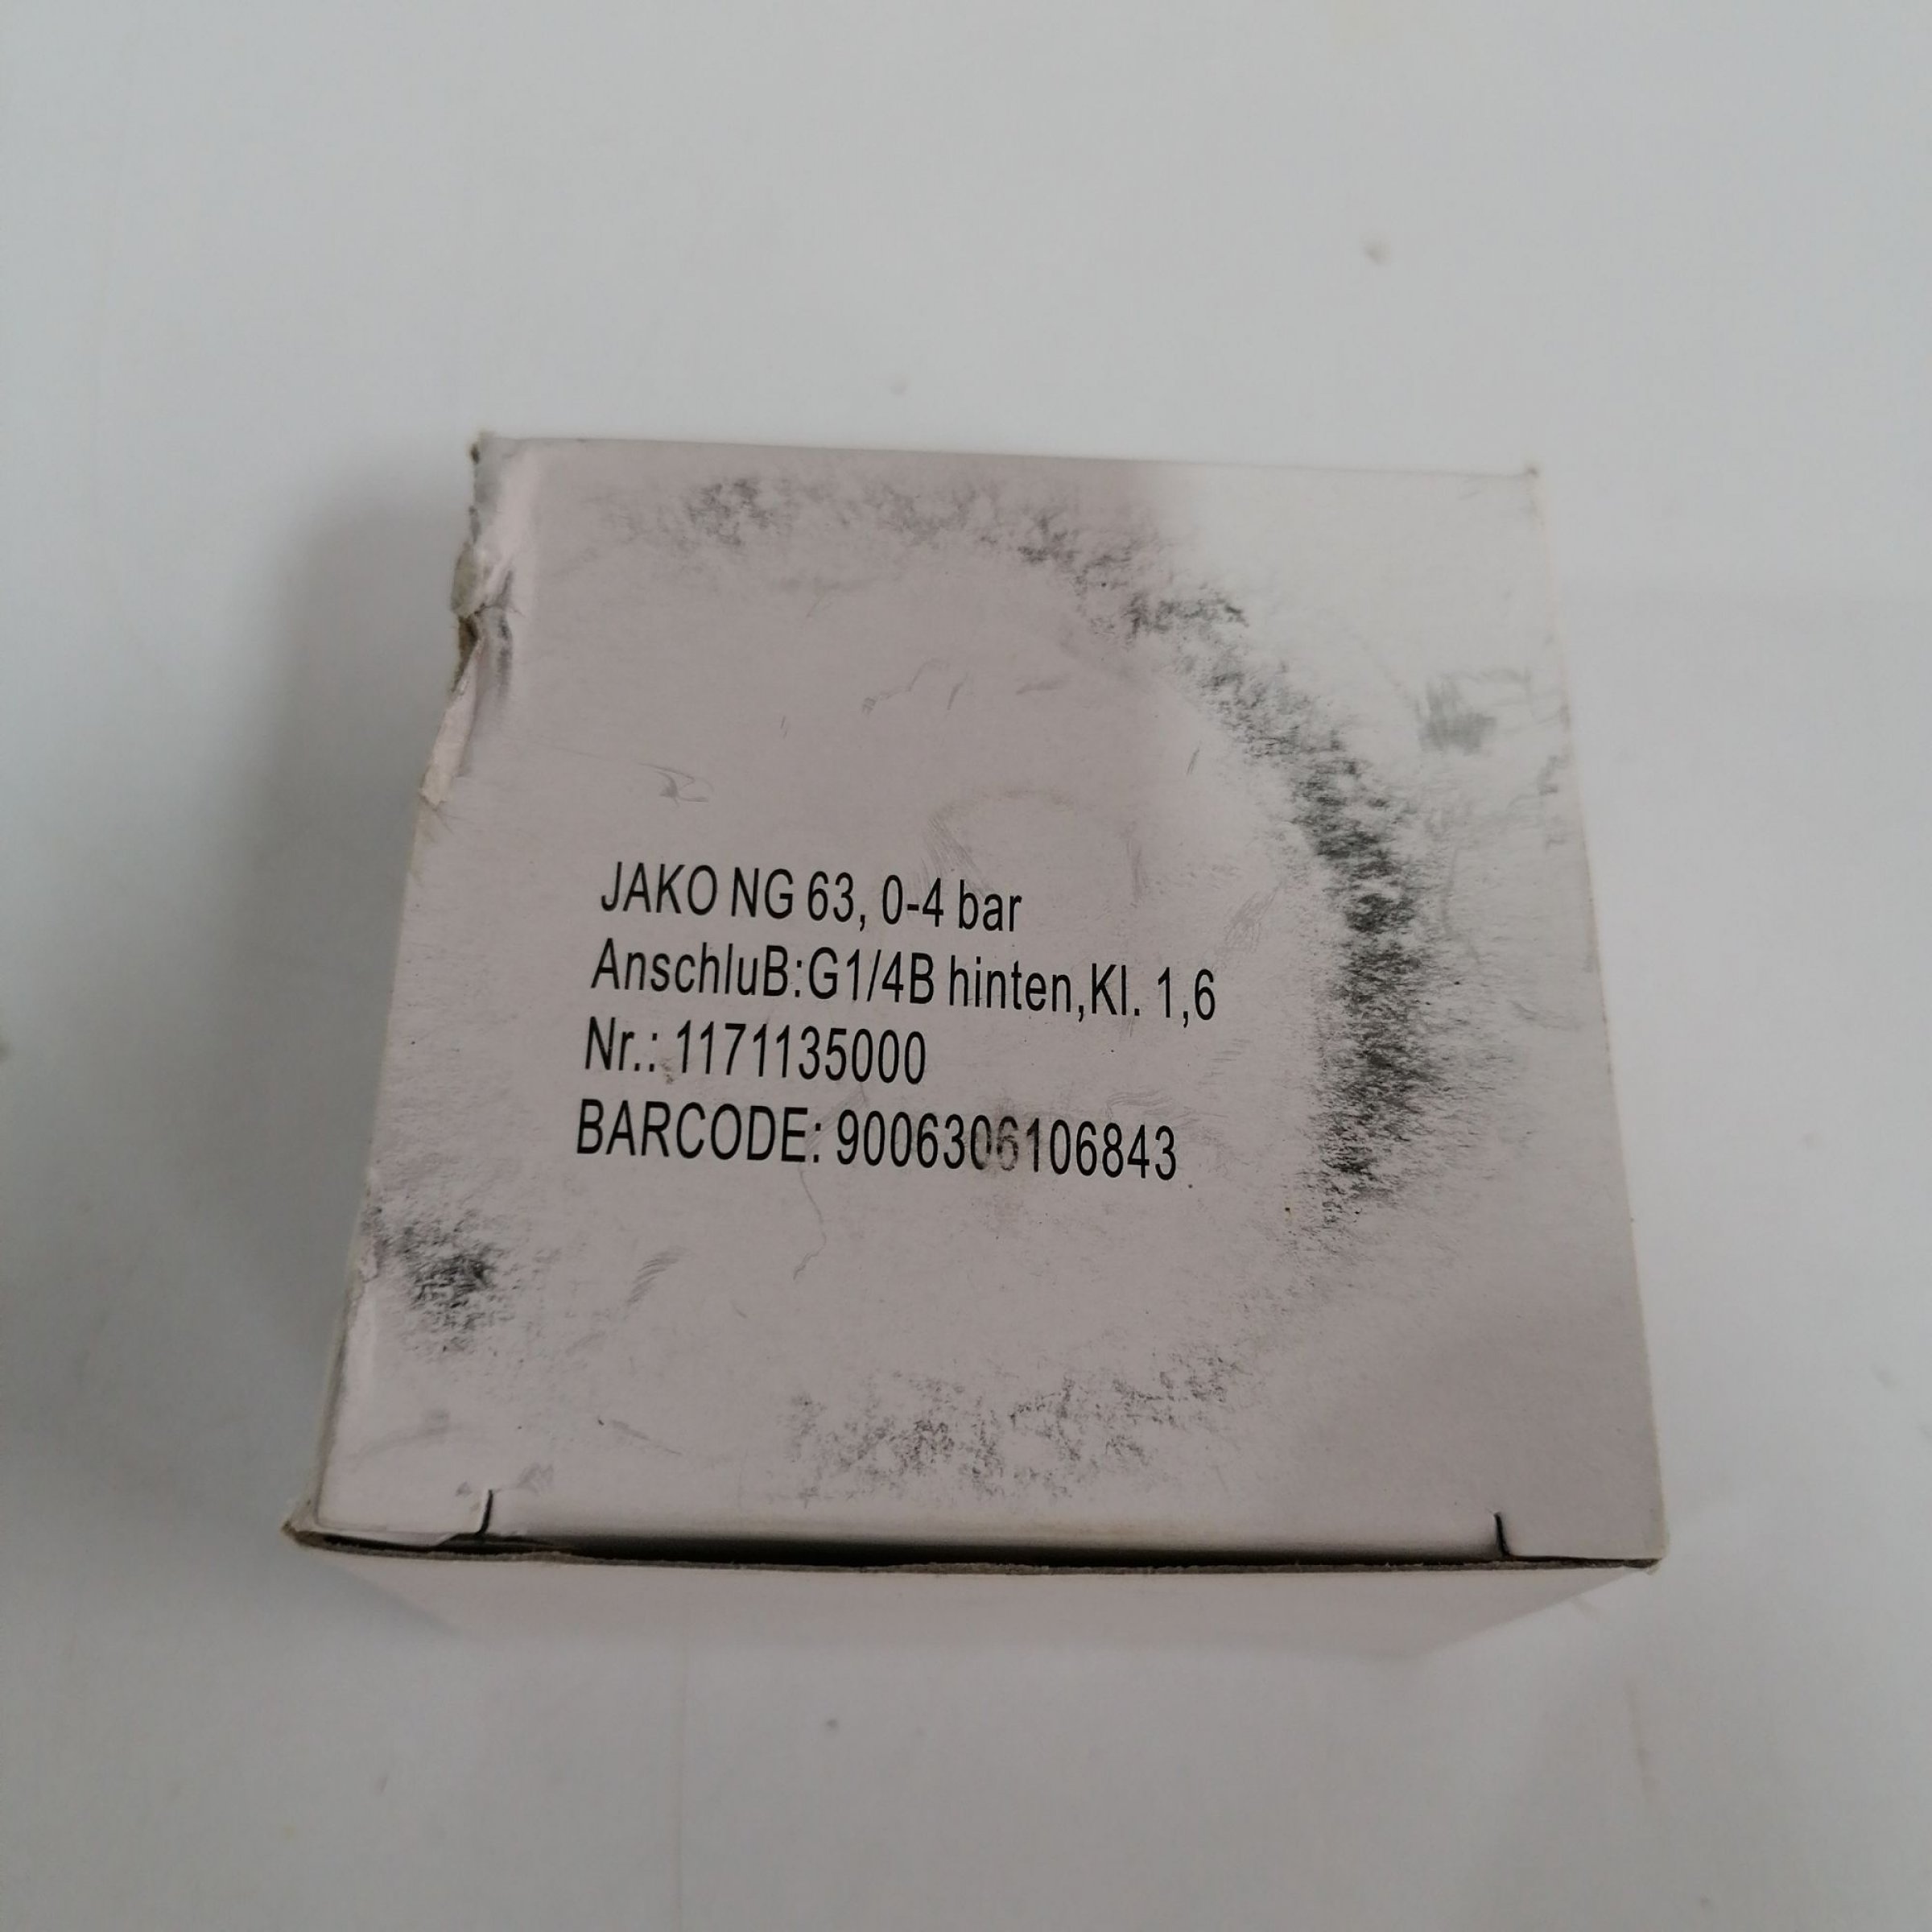 JAKO NG 63, 0-4 bar
AnschluB:G1/4B hinten,Kl. 1,6
Nr.: 1171135000
BARCODE: 9006306106843